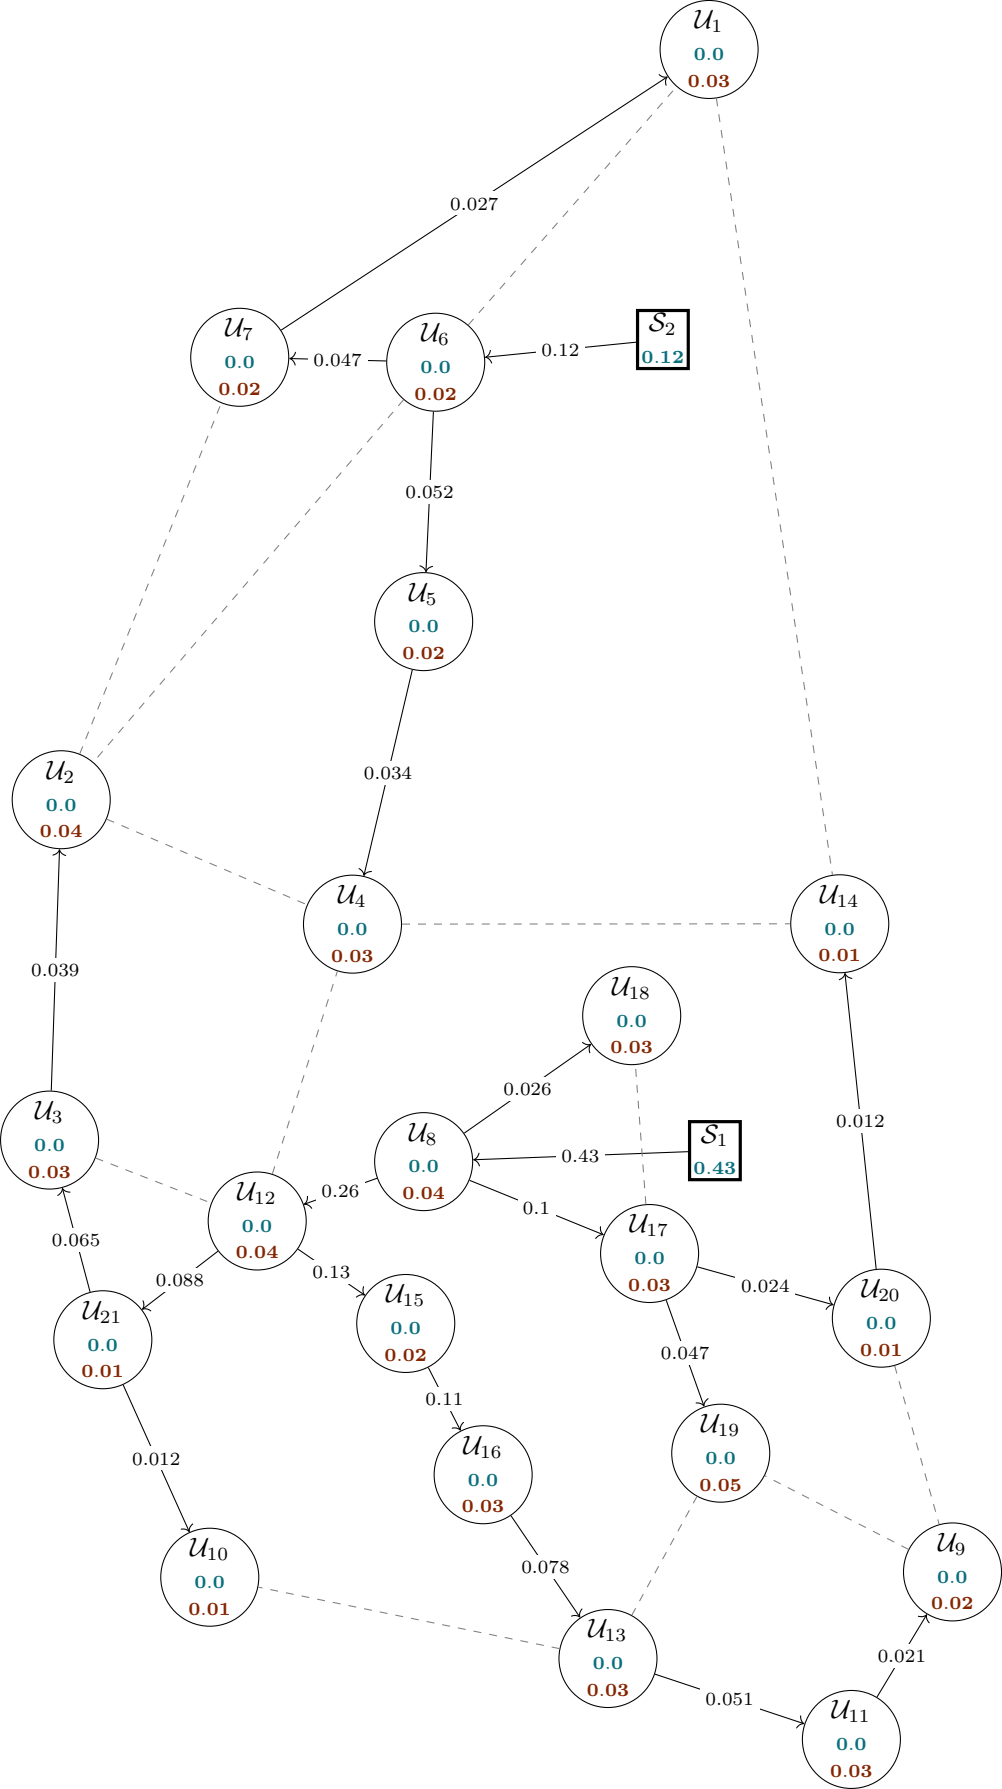 𝒰₁
0.0
0.03
0.027
𝒰₇
0.0
0.02
0.047
𝒰₆
0.0
0.02
0.12
𝒮₂
0.12
0.052
𝒰₅
0.0
0.02
0.034
𝒰₂
0.0
0.04
𝒰₄
0.0
0.03
𝒰₁₄
0.0
0.01
0.039
𝒰₁₈
0.0
0.03
0.026
𝒰₃
0.0
0.03
𝒰₈
0.0
0.04
0.43
𝒮₁
0.43
0.012
𝒰₁₂
0.0
0.04
0.26
0.1
𝒰₁₇
0.0
0.03
0.065
0.088
0.13
0.024
𝒰₂₁
0.0
0.01
𝒰₁₅
0.0
0.02
𝒰₂₀
0.0
0.01
0.047
0.11
0.012
𝒰₁₆
0.0
0.03
𝒰₁₉
0.0
0.05
𝒰₁₀
0.0
0.01
0.078
𝒰₉
0.0
0.02
𝒰₁₃
0.0
0.03
0.021
0.051
𝒰₁₁
0.0
0.03